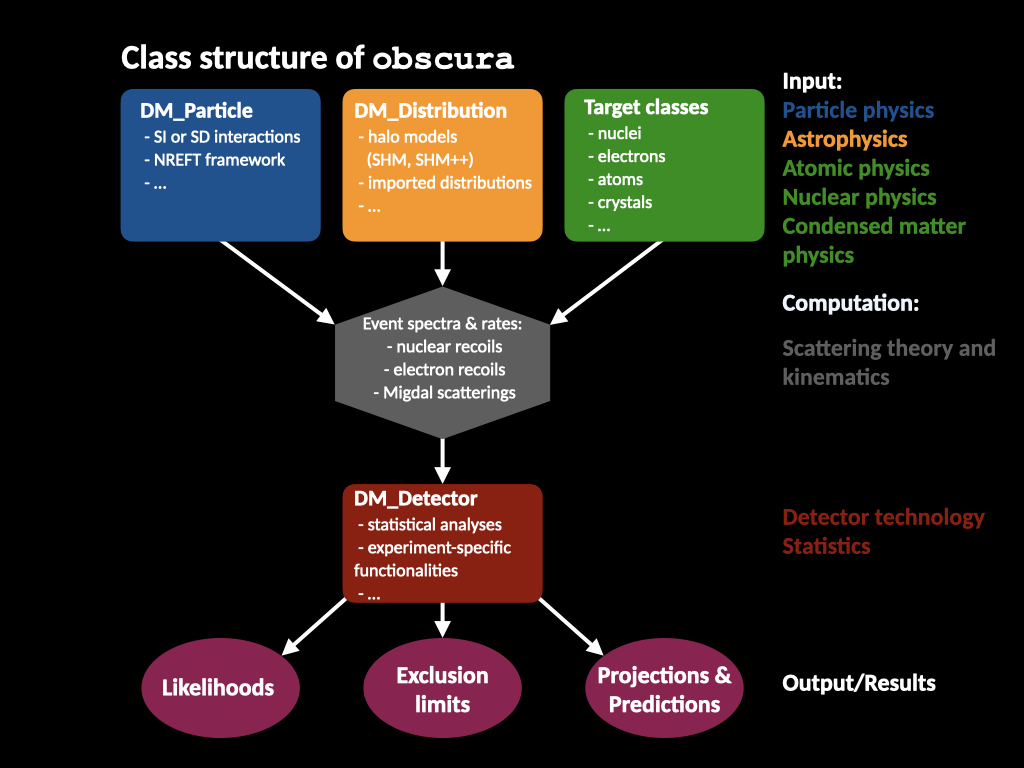 Class structure of obscura
DM_Particle
- SI or SD interactions
- NREFT framework
- ...
DM_Distribution
- halo models
(SHM, SHM++)
- imported distributions
- ...
Target classes
- nuclei
- electrons
- atoms
- crystals
- ...
Input:
Particle physics
Astrophysics
Atomic physics
Nuclear physics
Condensed matter
physics
Event spectra & rates:
- nuclear recoils
- electron recoils
- Migdal scatterings
Computation:
Scattering theory and
kinematics
DM_Detector
- statistical analyses
- experiment-specific
functionalities
- ...
Detector technology
Statistics
Likelihoods
Exclusion
limits
Projections &
Predictions
Output/Results